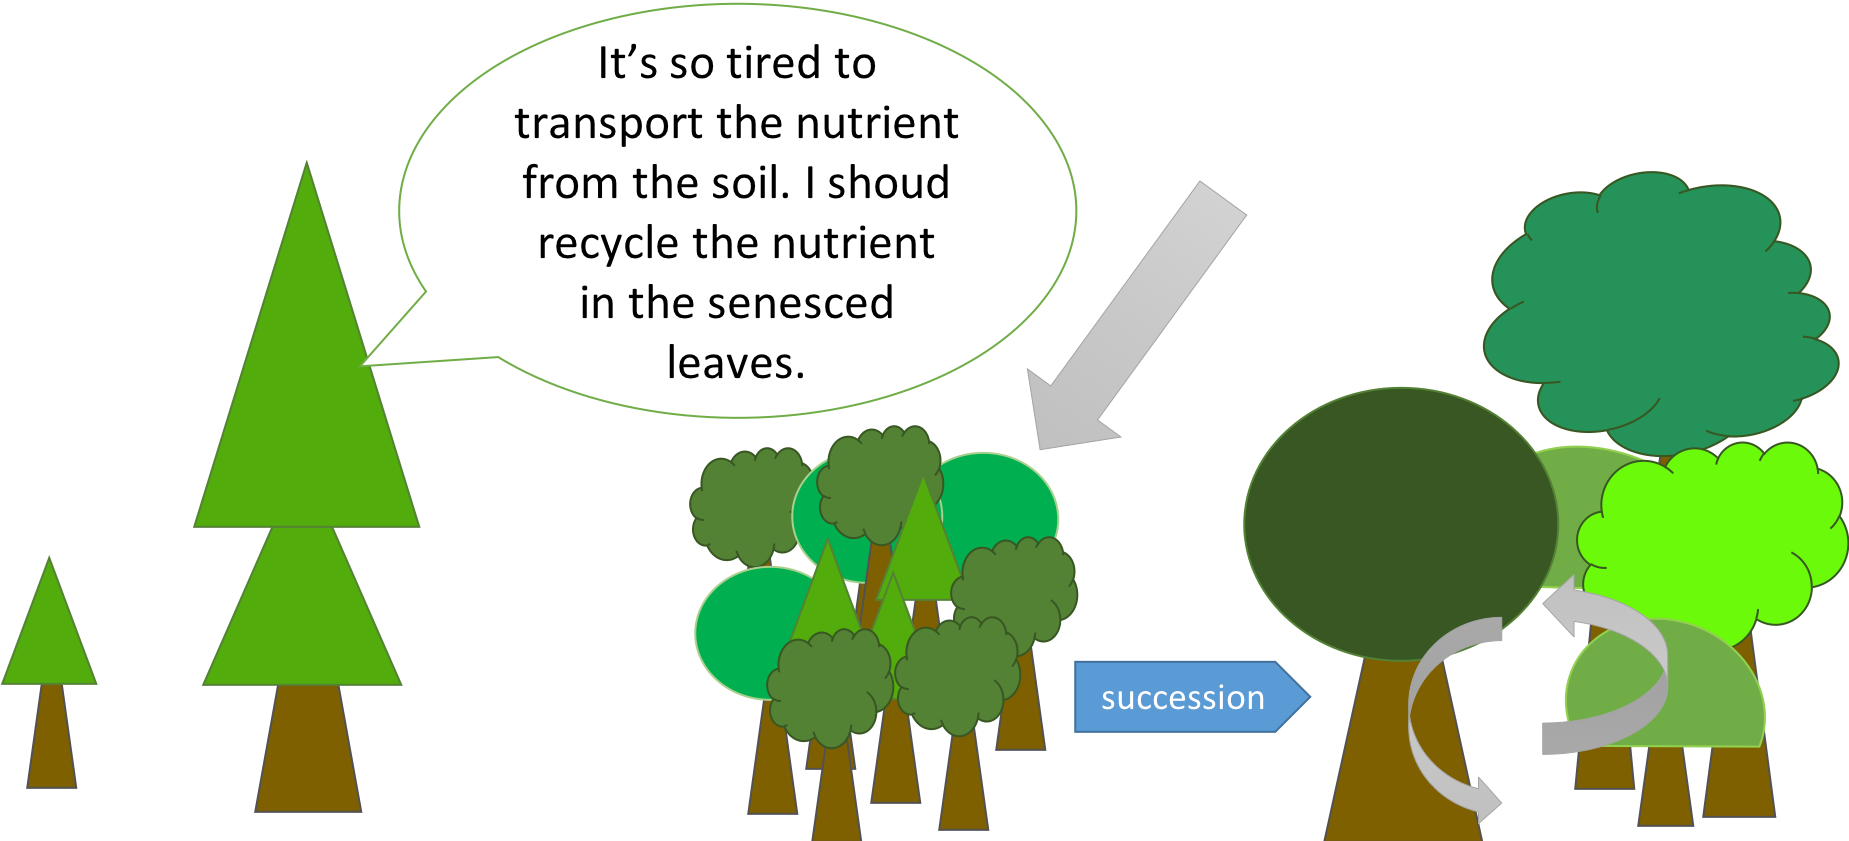 It’s so tired to
transport the nutrient
from the soil. I shoud
recycle the nutrient
in the senesced
leaves.
succession